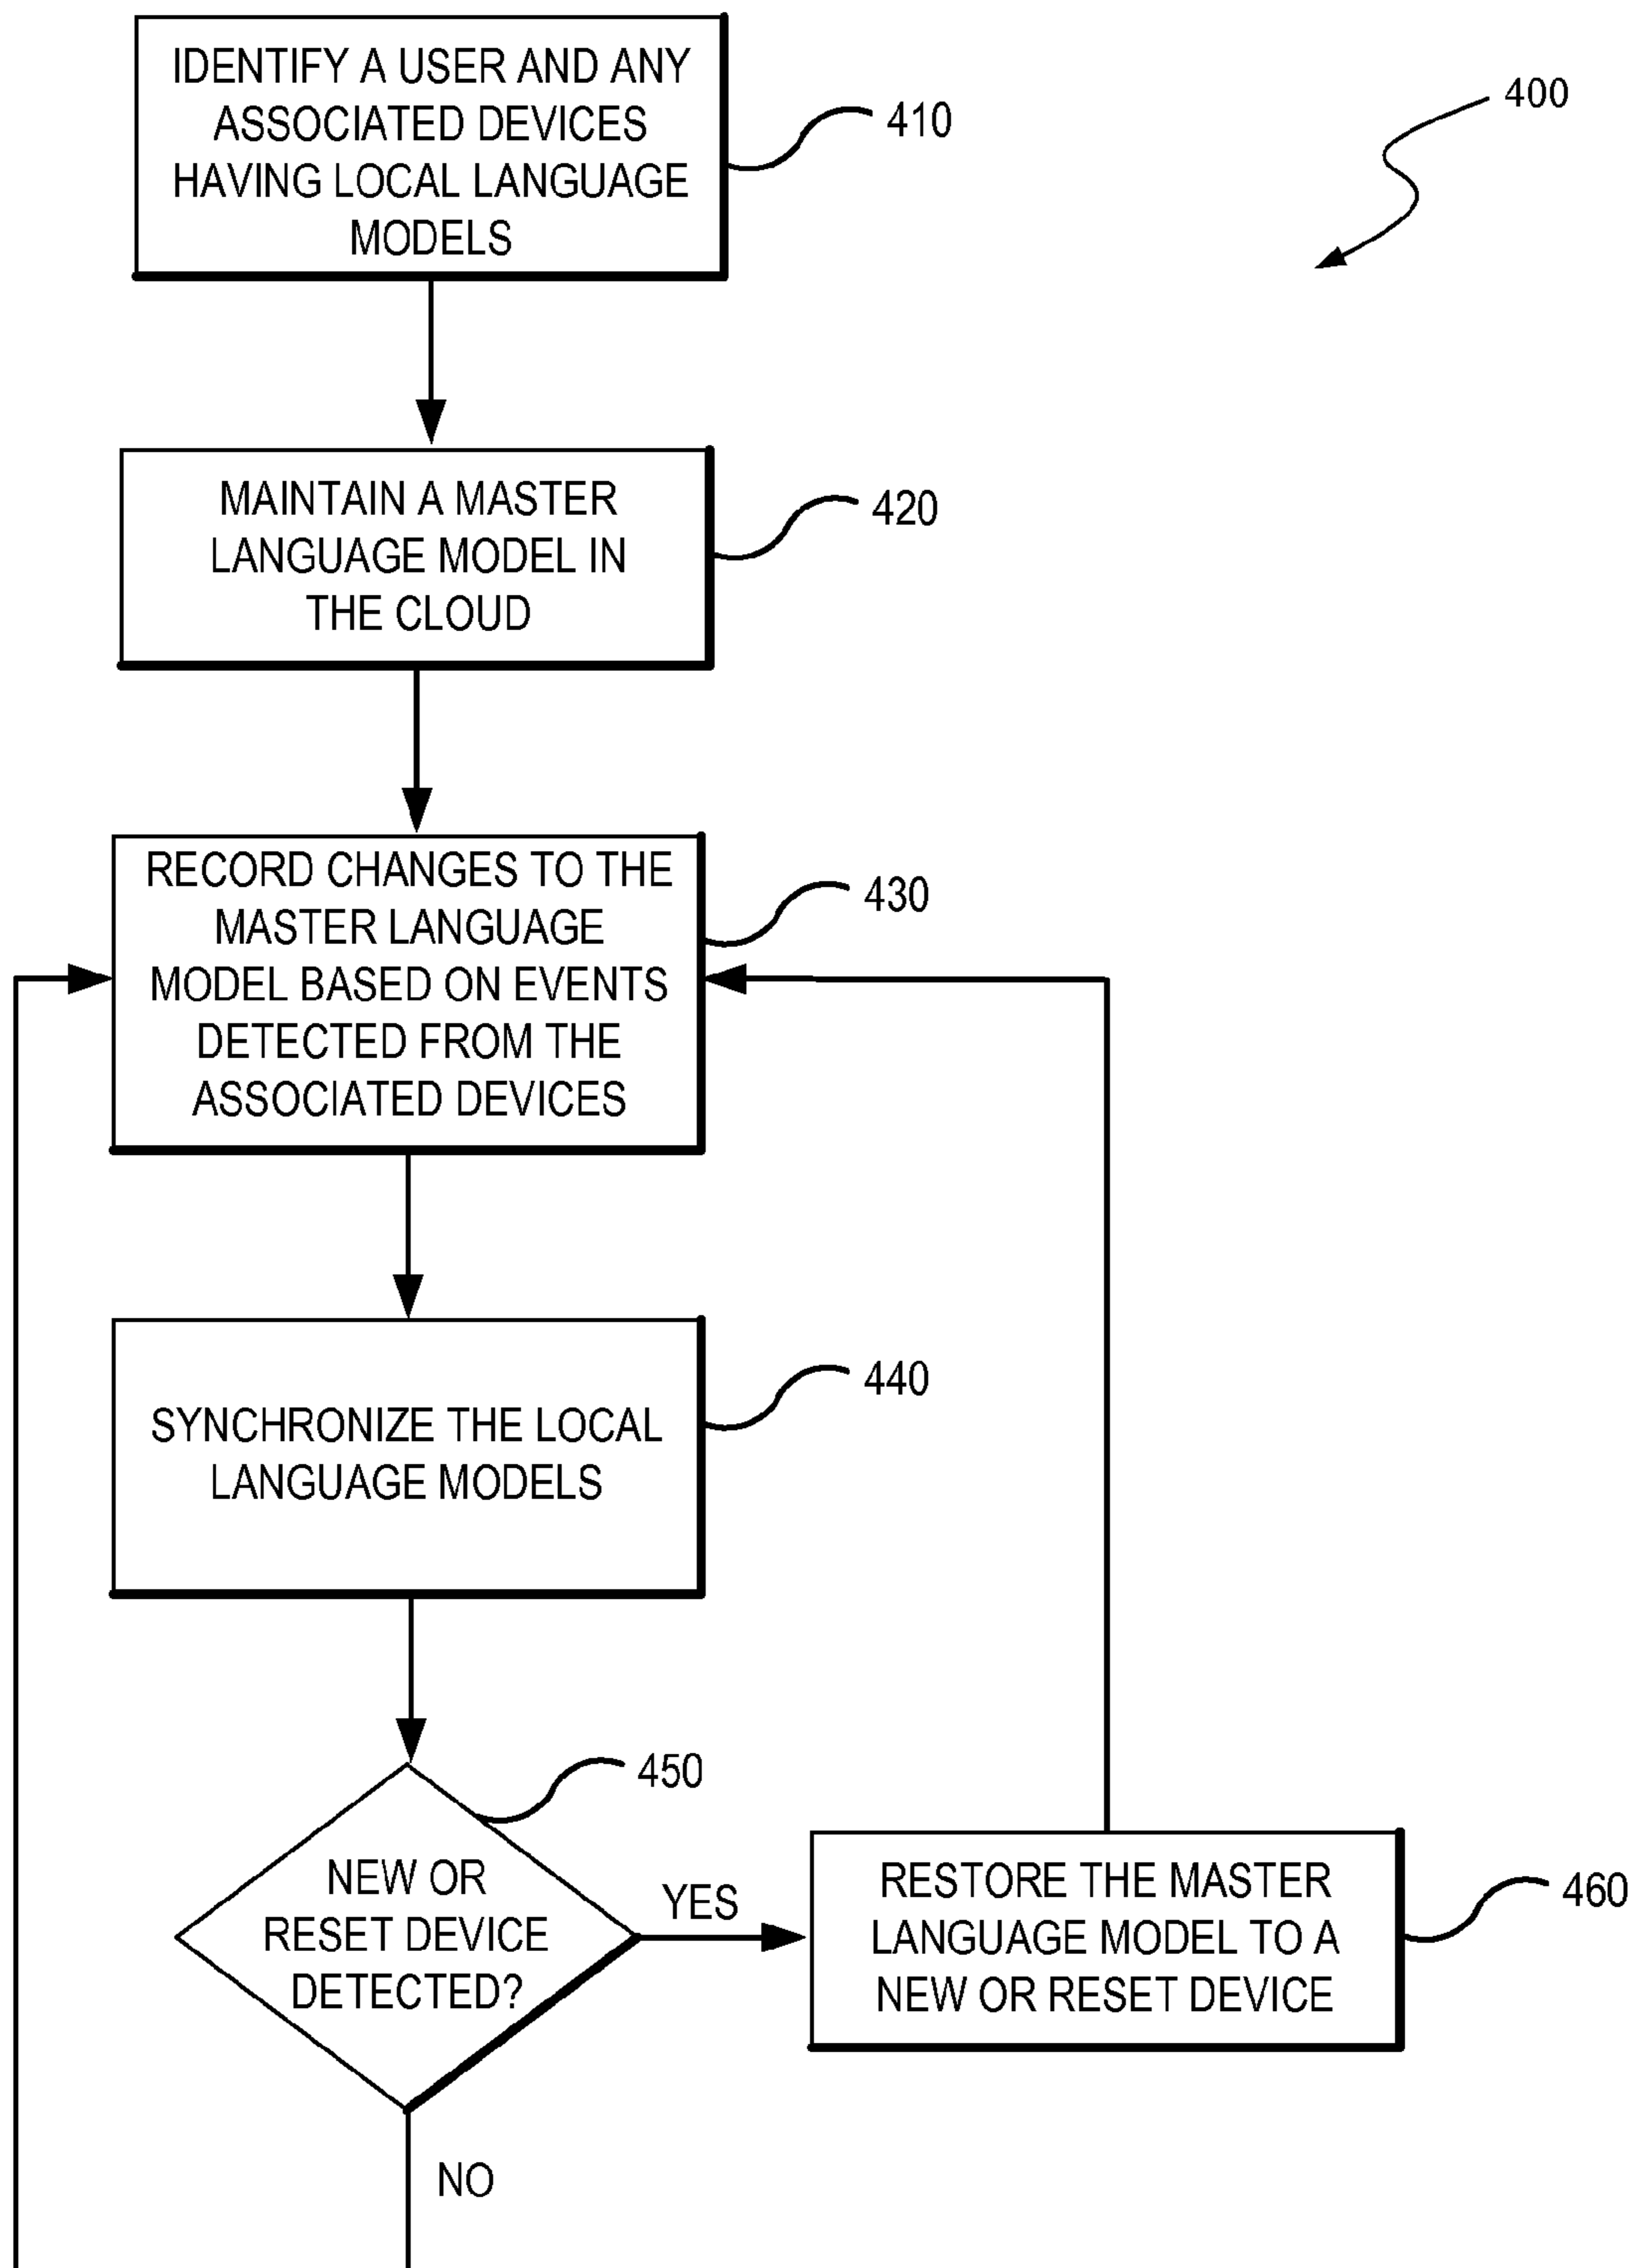 IDENTIFY A USER AND ANY
ASSOCIATED DEVICES
HAVING LOCAL LANGUAGE
MODELS
410
400
MAINTAIN A MASTER
LANGUAGE MODEL IN
THE CLOUD
420
RECORD CHANGES TO THE
MASTER LANGUAGE
MODEL BASED ON EVENTS
DETECTED FROM THE
ASSOCIATED DEVICES
430
SYNCHRONIZE THE LOCAL
LANGUAGE MODELS
440
NEW OR
RESET DEVICE
DETECTED?
450
YES
RESTORE THE MASTER
LANGUAGE MODEL TO A
NEW OR RESET DEVICE
460
NO